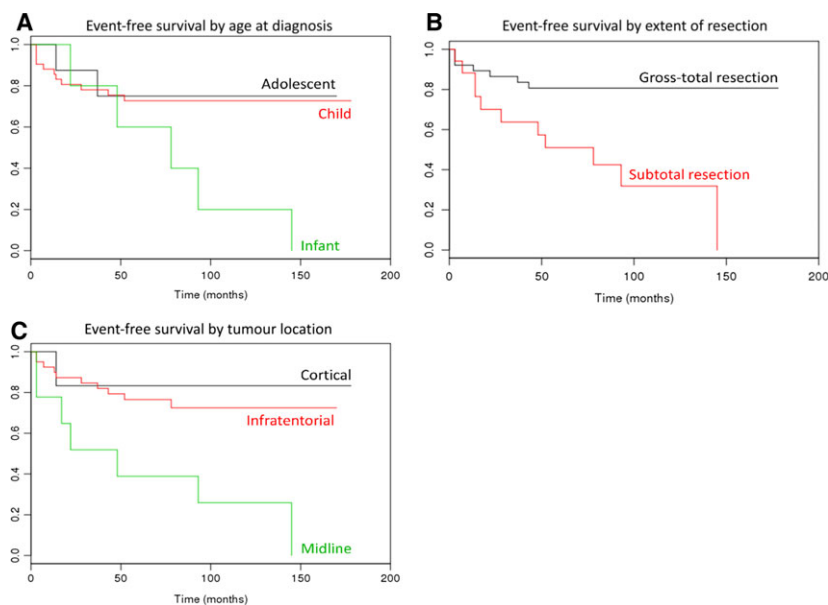 A
Event-free survival by age at diagnosis
1.0
0.8
0.6
0.4
0.2
0.0
Adolescent
Child
Infant
0 50 100 150 200
Time (months)
B
Event-free survival by extent of resection
1.0
0.8
0.6
0.4
0.2
0.0
Gross-total resection
Subtotal resection
0 50 100 150 200
Time (months)
C
Event-free survival by tumour location
1.0
0.8
0.6
0.4
0.2
0.0
Cortical
Infratentorial
Midline
0 50 100 150 200
Time (months)